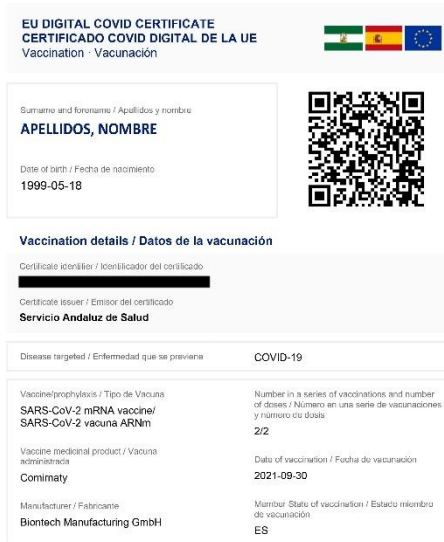 EU DIGITAL COVID CERTIFICATE
CERTIFICADO COVID DIGITAL DE LA UE
Vaccination · Vacunación
Surname and forename / Apellidos y nombre
APELLIDOS, NOMBRE
Date of birth / Fecha de nacimiento
1999-05-18
Vaccination details / Datos de la vacunación
Certificate identifier / Identificador del certificado
Certificate issuer / Emisor del certificado
Servicio Andaluz de Salud
Disease targeted / Enfermedad que se previene
COVID-19
Vaccine/prophylaxis / Tipo de Vacuna
SARS-CoV-2 mRNA vaccine/
SARS-CoV-2 vacuna ARNm
Vaccine medicinal product / Vacuna
administrada
Comirnaty
Manufacturer / Fabricante
Biontech Manufacturing GmbH
Number in a series of vaccinations and number
of doses / Número en una serie de vacunaciones
y número de dosis
2/2
Date of vaccination / Fecha de vacunación
2021-09-30
Member State of vaccination / Estado miembro
de vacunación
ES